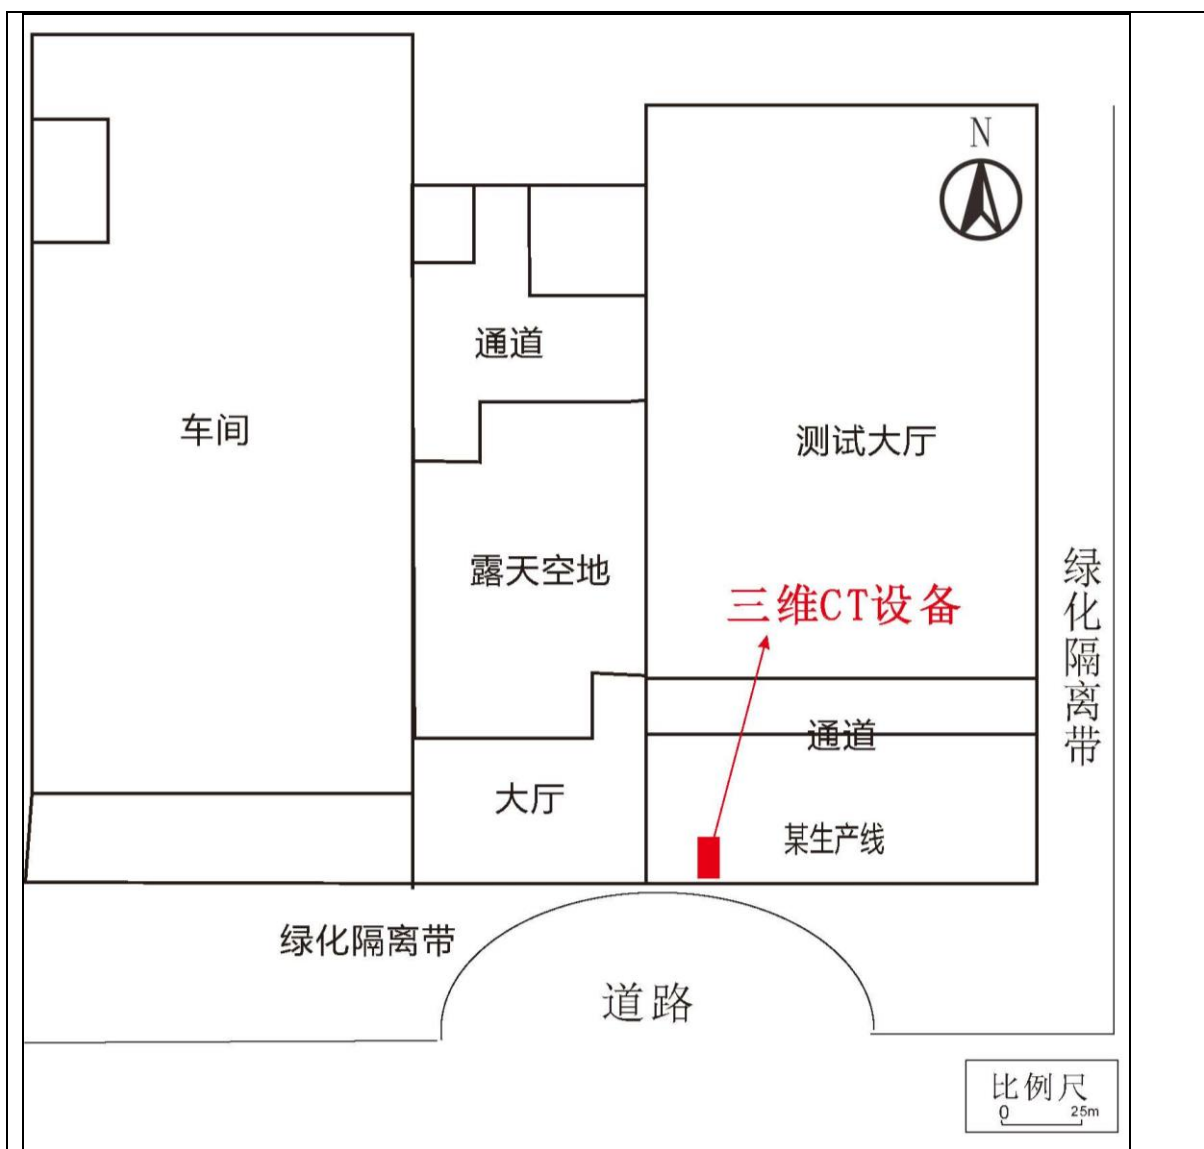 N
通道
车间
测试大厅
露天空地
三维CT设备
绿化隔离带
通道
大厅
某生产线
绿化隔离带
道路
比例尺
0 25m